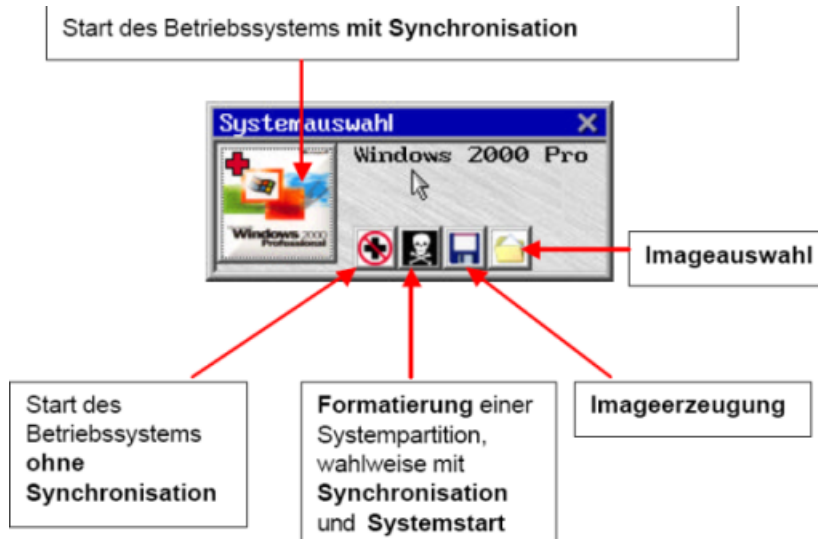 Start des Betriebssystems mit Synchronisation
Systemauswahl
Windows 2000 Pro
Windows 2000
Professional
Imageauswahl
Start des
Betriebssystems
ohne
Synchronisation
Formatierung einer
Systempartition,
wahlweise mit
Synchronisation
und Systemstart
Imageerzeugung